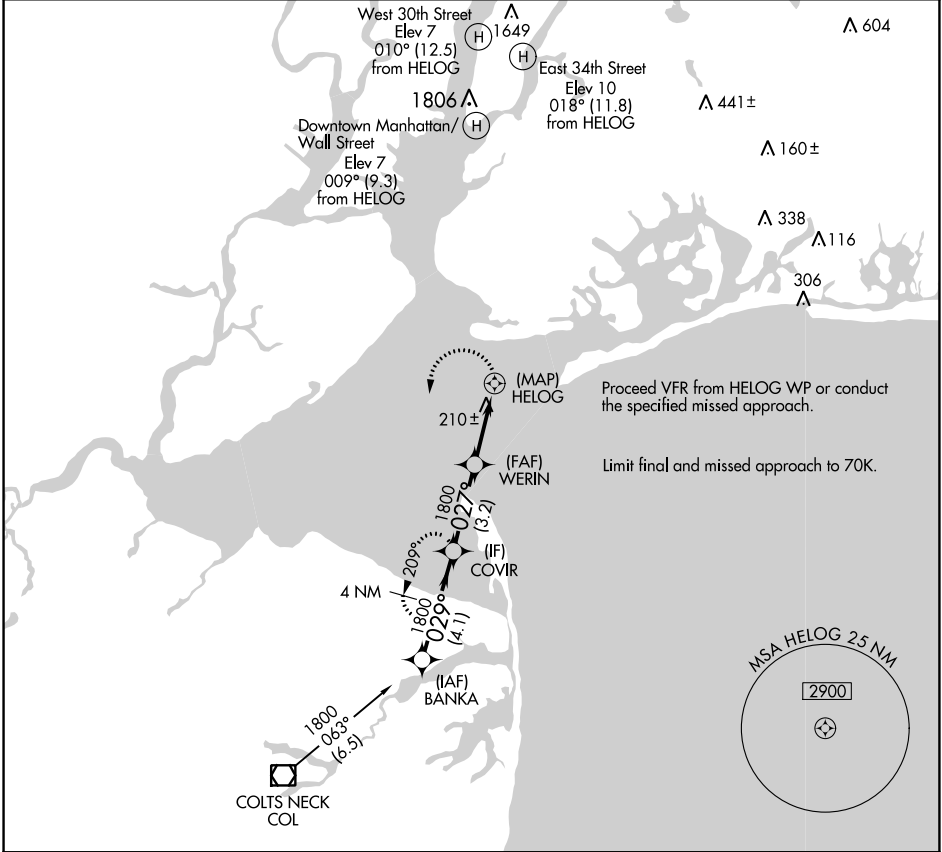 West 30th Street
Elev 7
010° (12.5)
from HELOG
1649
604
East 34th Street
Elev 10
018° (11.8)
from HELOG
1806
441±
Downtown Manhattan/
Wall Street
Elev 7
009° (9.3)
from HELOG
160±
338
116
306
(MAP)
HELOG
Proceed VFR from HELOG WP or conduct
the specified missed approach.
210±
(FAF)
WERIN
Limit final and missed approach to 70K.
1800
027°
(3.2)
(IF)
COVIR
209°
4 NM
1800
029°
(4.1)
(IAF)
BANKA
MSA HELOG 25 NM
2900
1800
063°
(6.5)
COLTS NECK
COL
H
H
H